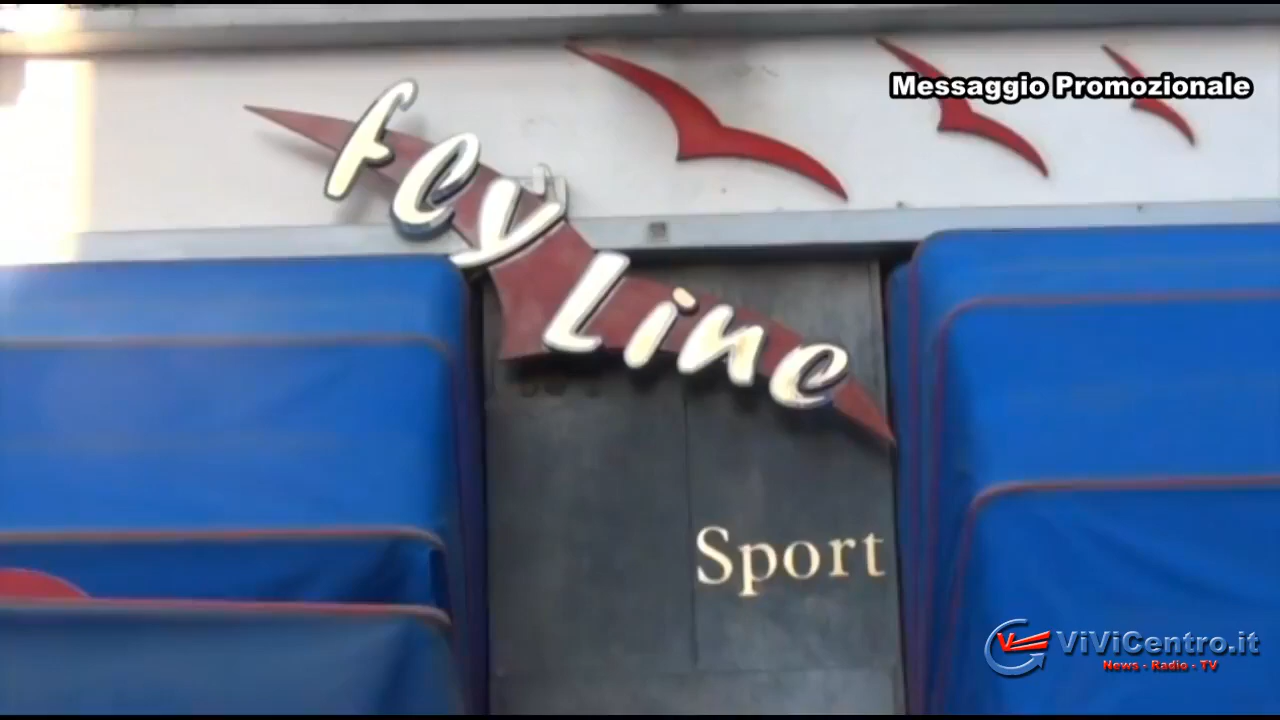 Messaggio Promozionale
fly
Line
Sport
ViViCentro.it
News - Radio - TV